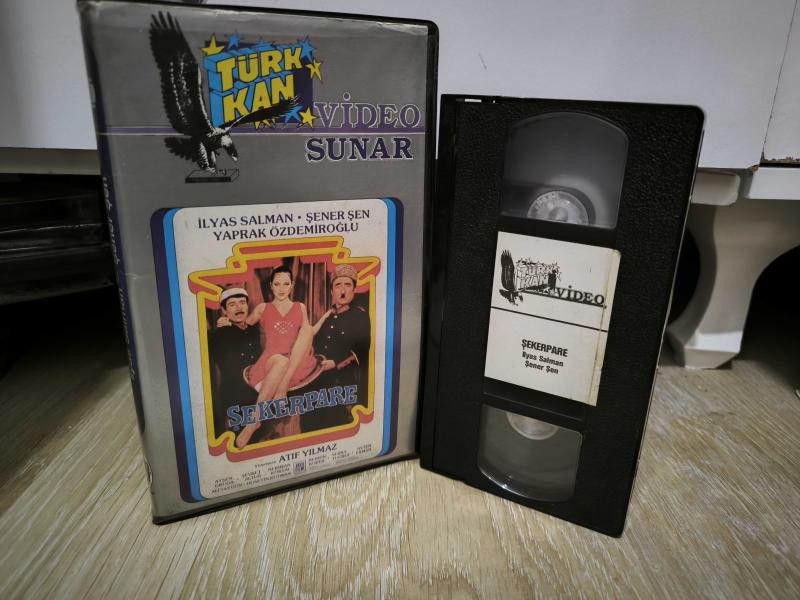 TÜRK
KAN
VİDEO
SUNAR
İLYAS SALMAN • ŞENER ŞEN
YAPRAK ÖZDEMİROĞLU
ŞEKERPARE
Yönetmen ATIF YILMAZ
TÜRK
KAN
VİDEO
ŞEKERPARE
İlyas Salman
Şener Şen